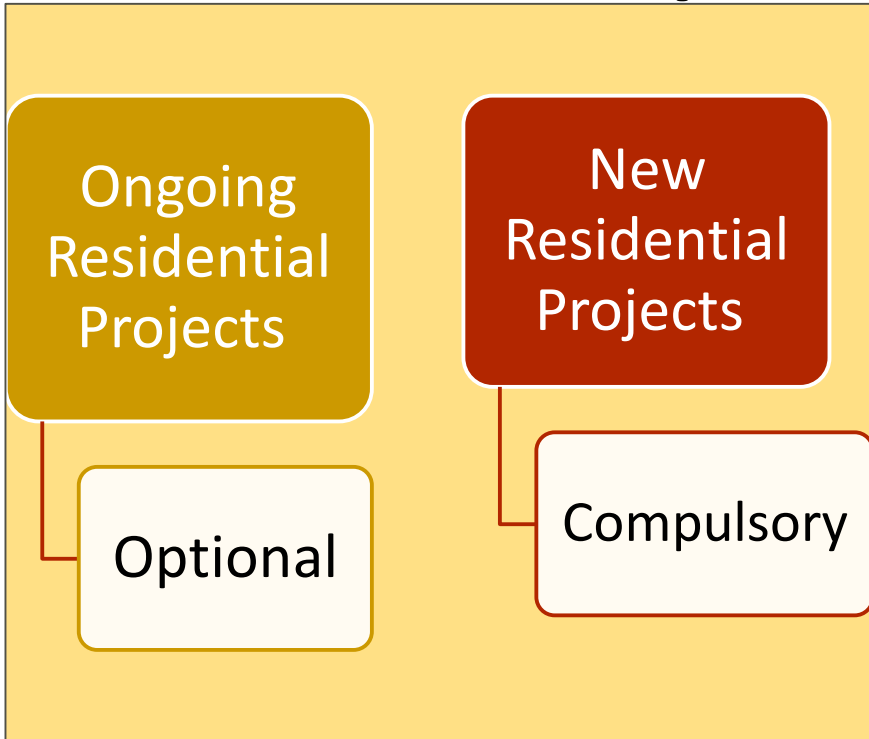 Ongoing
Residential
Projects
Optional
New
Residential
Projects
Compulsory